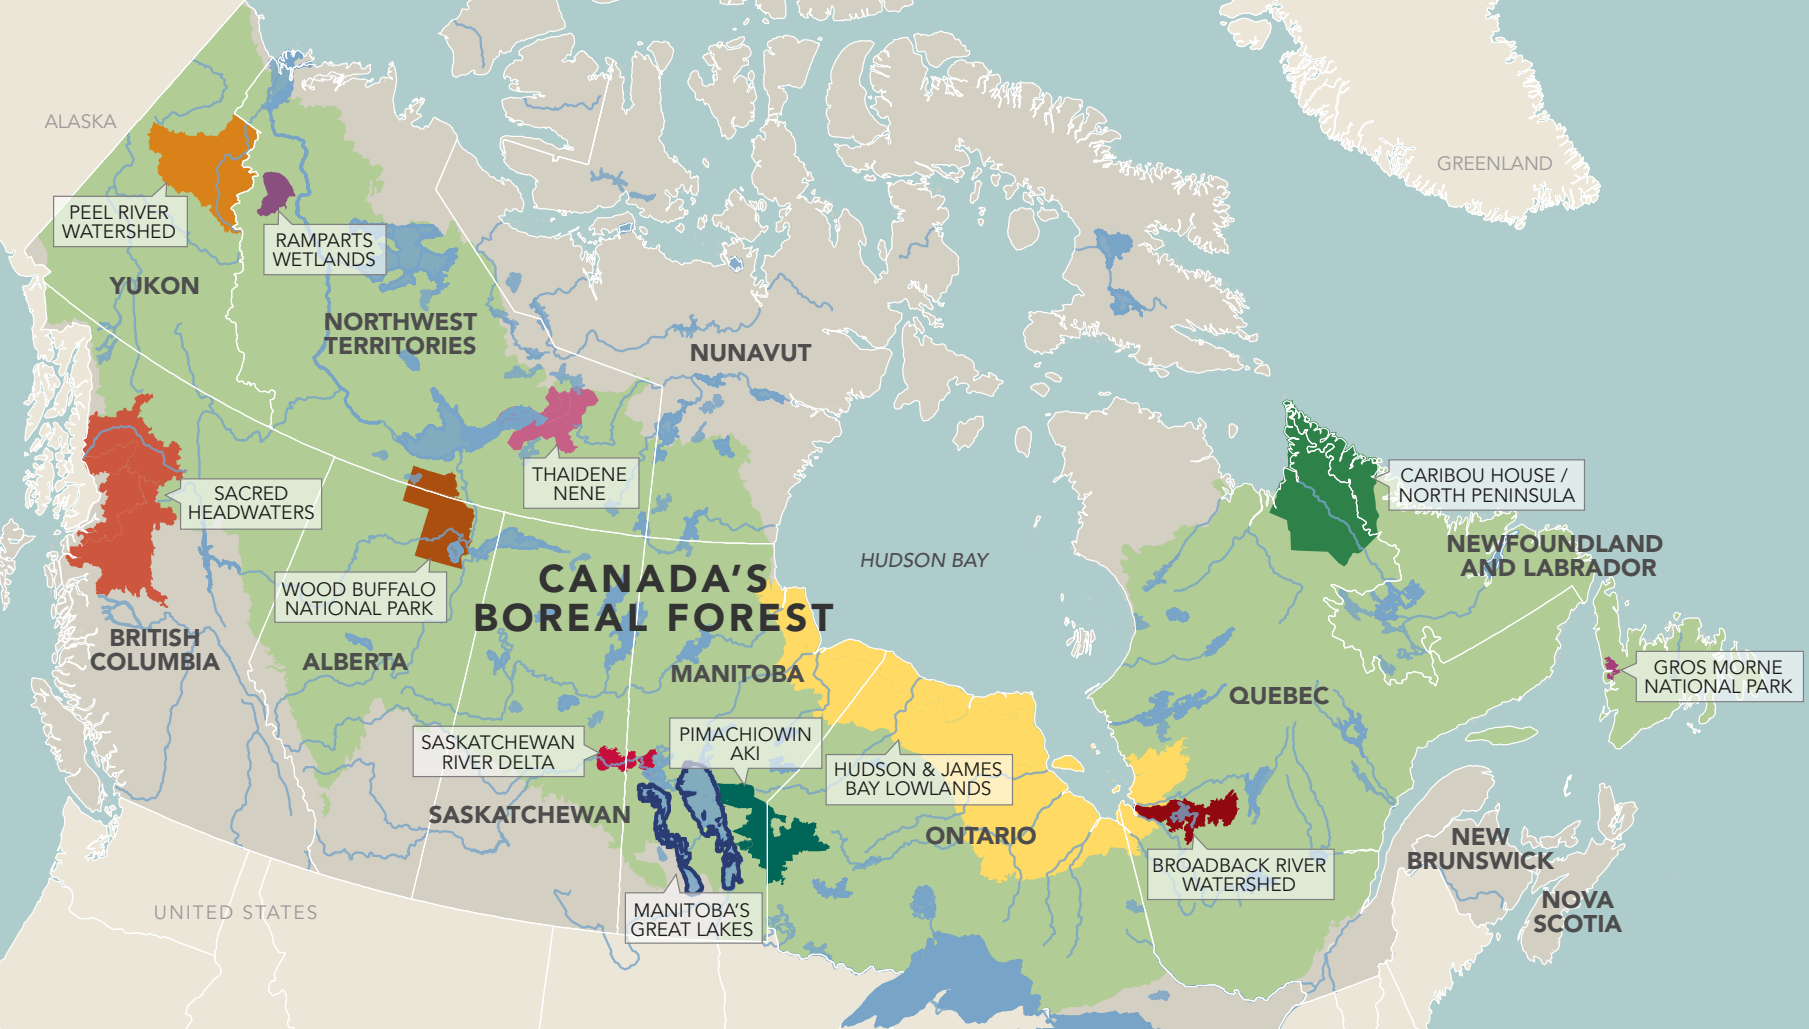 ALASKA
GREENLAND
PEEL RIVER
WATERSHED
RAMPARTS
WETLANDS
YUKON
NORTHWEST
TERRITORIES
NUNAVUT
THAIDENE
NENE
SACRED
HEADWATERS
CARIBOU HOUSE /
NORTH PENINSULA
HUDSON BAY
NEWFOUNDLAND
AND LABRADOR
WOOD BUFFALO
NATIONAL PARK
CANADA'S
BOREAL FOREST
BRITISH
COLUMBIA
ALBERTA
MANITOBA
QUEBEC
GROS MORNE
NATIONAL PARK
SASKATCHEWAN
RIVER DELTA
PIMACHIOWIN
AKI
HUDSON & JAMES
BAY LOWLANDS
SASKATCHEWAN
ONTARIO
BROADBACK RIVER
WATERSHED
NEW
BRUNSWICK
NOVA
SCOTIA
UNITED STATES
MANITOBA'S
GREAT LAKES